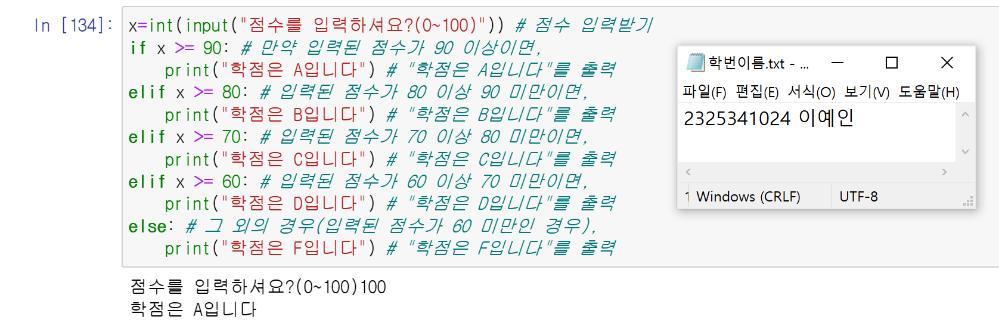 In [134]: x=int(input("점수를 입력하셔요?(0~100)")) # 점수 입력받기
if x >= 90: # 만약 입력된 점수가 90 이상이면,
    print("학점은 A입니다") # "학점은 A입니다"를 출력
elif x >= 80: # 입력된 점수가 80 이상 90 미만이면,
    print("학점은 B입니다") # "학점은 B입니다"를 출력
elif x >= 70: # 입력된 점수가 70 이상 80 미만이면,
    print("학점은 C입니다") # "학점은 C입니다"를 출력
elif x >= 60: # 입력된 점수가 60 이상 70 미만이면,
    print("학점은 D입니다") # "학점은 D입니다"를 출력
else: # 그 외의 경우(입력된 점수가 60 미만인 경우),
    print("학점은 F입니다") # "학점은 F입니다"를 출력
점수를 입력하셔요?(0~100)100
학점은 A입니다
학번이름.txt - ...
파일(F) 편집(E) 서식(O) 보기(V) 도움말(H)
2325341024 이예인
Windows (CRLF) UTF-8